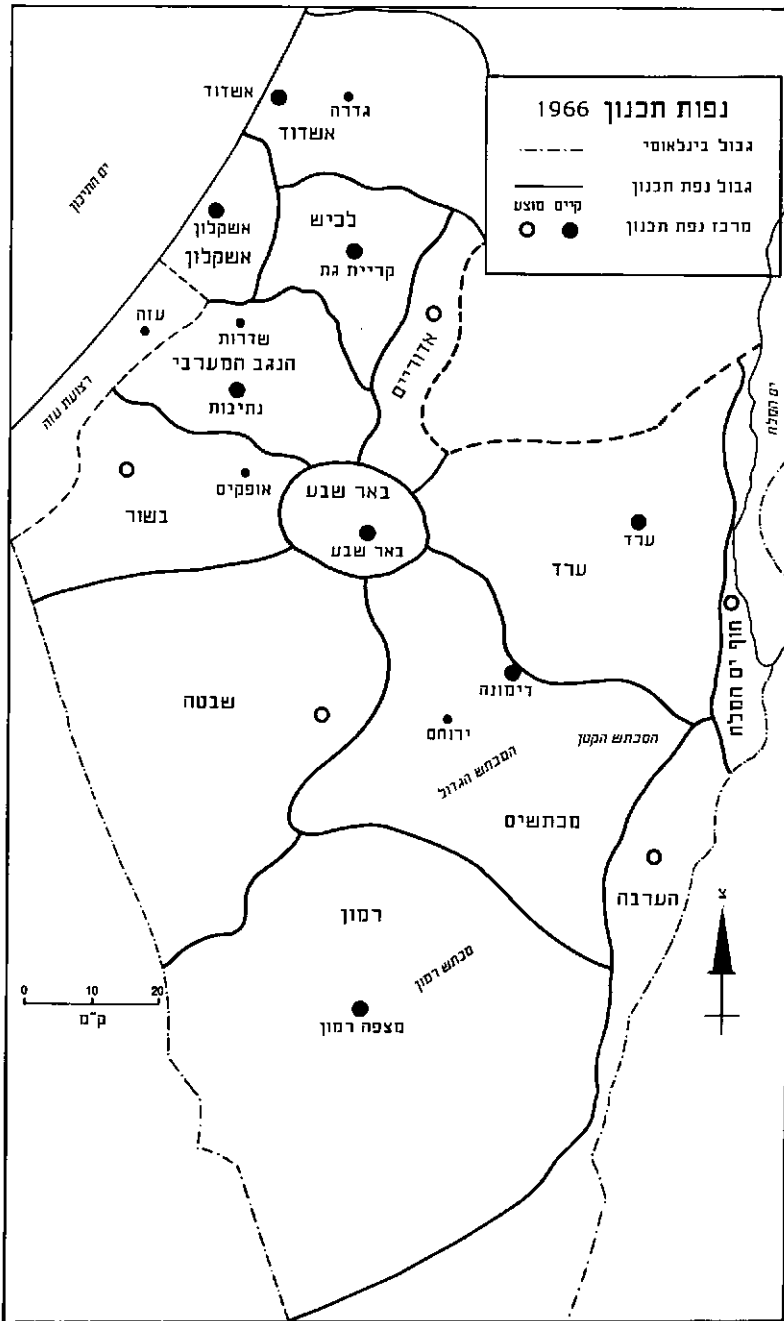 נפות תכנון 1966
גבול בינלאומי
גבול נפת תכנון
קיים מוצע
מרכז נפת תכנון
אשדוד
גדרה
אשדוד
ים התיכון
אשקלון
אשקלון
לכיש
קריית גת
עזה
רצועת עזה
שדרות
הנגב המערבי
נתיבות
אדוריים
ים המלח
אופקים
בשור
באר שבע
באר שבע
ערד
ערד
חוף ים המלח
שבטה
דימונה
ירוחם
המכתש הקטן
המכתש הגדול
מכתשים
הערבה
רמון
מכתש רמון
מצפה רמון
צ
0 10 20
ק"מ